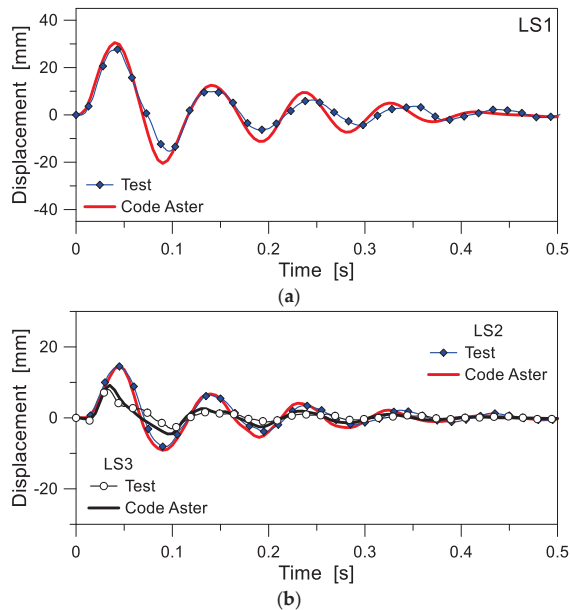 LS1
Displacement [mm]
40
20
0
-20
-40
Test
Code Aster
0
0.1
0.2
0.3
0.4
0.5
Time [s]
(a)
Displacement [mm]
20
0
-20
LS2
Test
Code Aster
LS3
Test
Code Aster
0
0.1
0.2
0.3
0.4
0.5
Time [s]
(b)